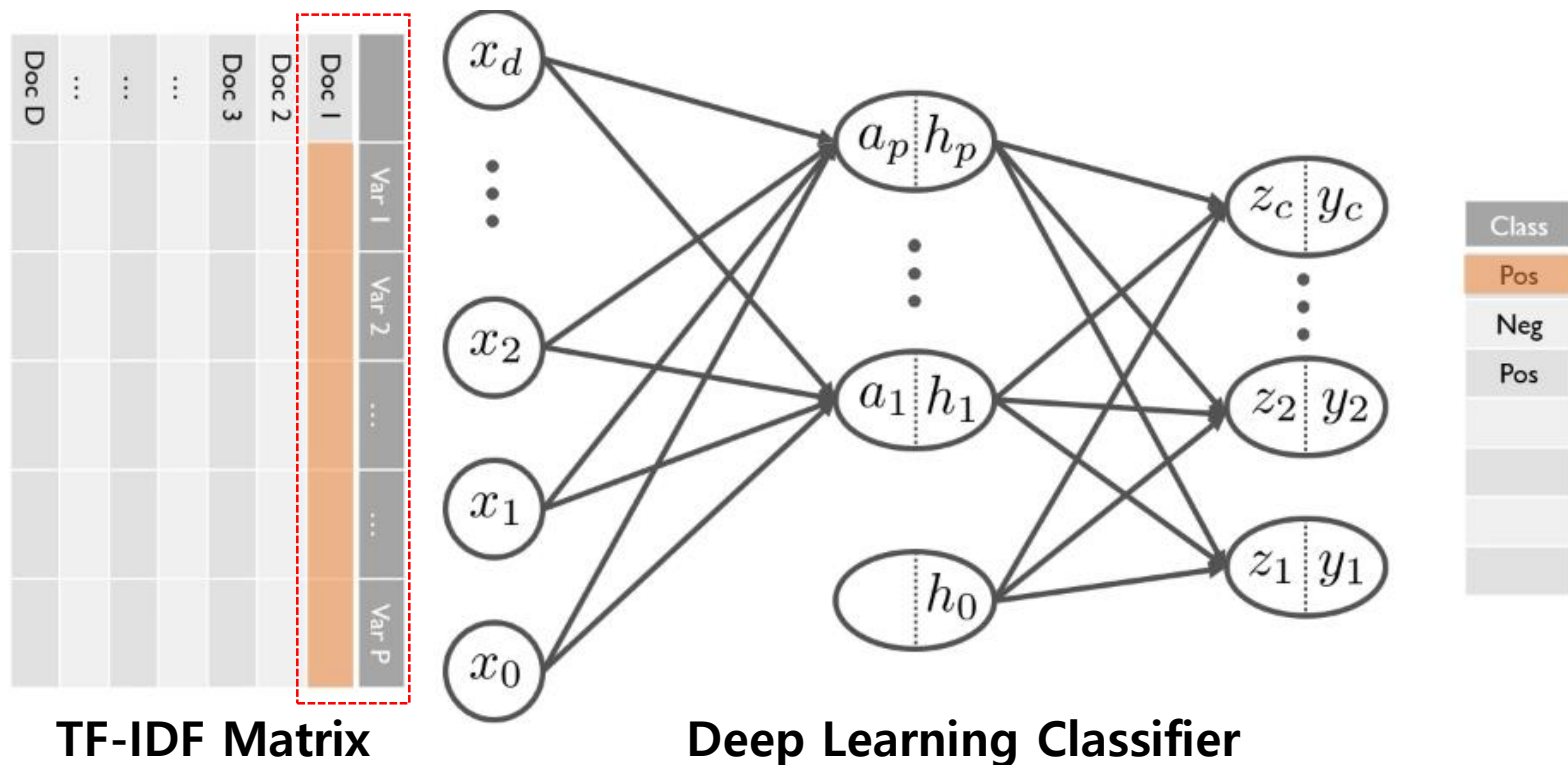 Doc D
...
...
...
Doc 3
Doc 2
Doc 1
Var 1
Var 2
...
...
Var P
x_d
x_2
x_1
x_0
a_p h_p
a_1 h_1
h_0
z_c y_c
z_2 y_2
z_1 y_1
Class
Pos
Neg
Pos
TF-IDF Matrix
Deep Learning Classifier